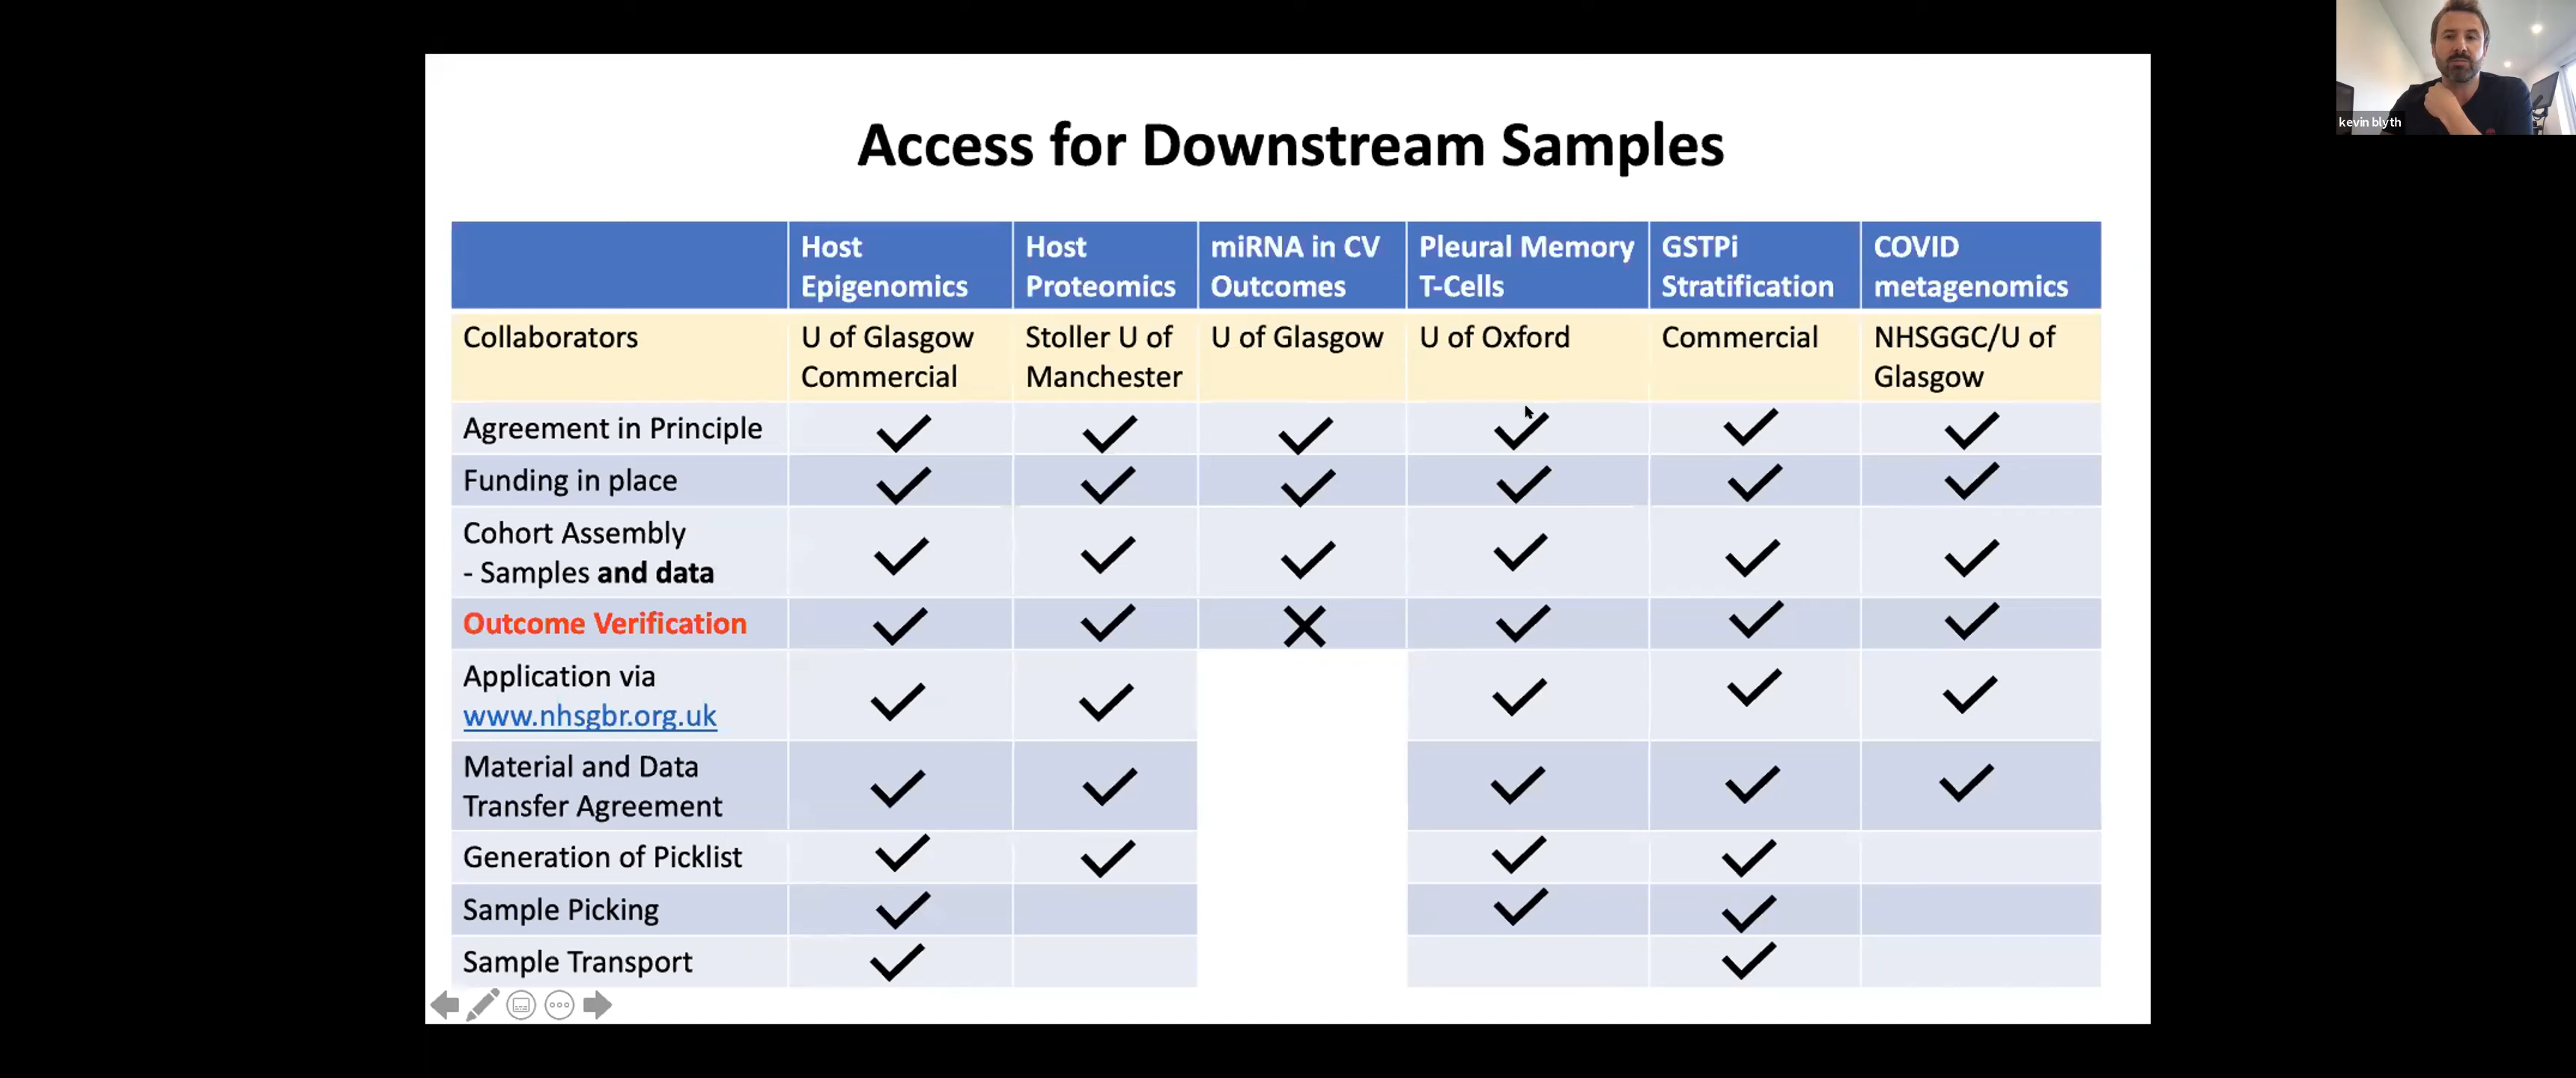 kevin blyth
Access for Downstream Samples
Host Epigenomics
Host Proteomics
miRNA in CV Outcomes
Pleural Memory T-Cells
GSTPi Stratification
COVID metagenomics
Collaborators
U of Glasgow Commercial
Stoller U of Manchester
U of Glasgow
U of Oxford
Commercial
NHSGGC/U of Glasgow
Agreement in Principle
Funding in place
Cohort Assembly
- Samples and data
Outcome Verification
Application via
www.nhsgbr.org.uk
Material and Data
Transfer Agreement
Generation of Picklist
Sample Picking
Sample Transport